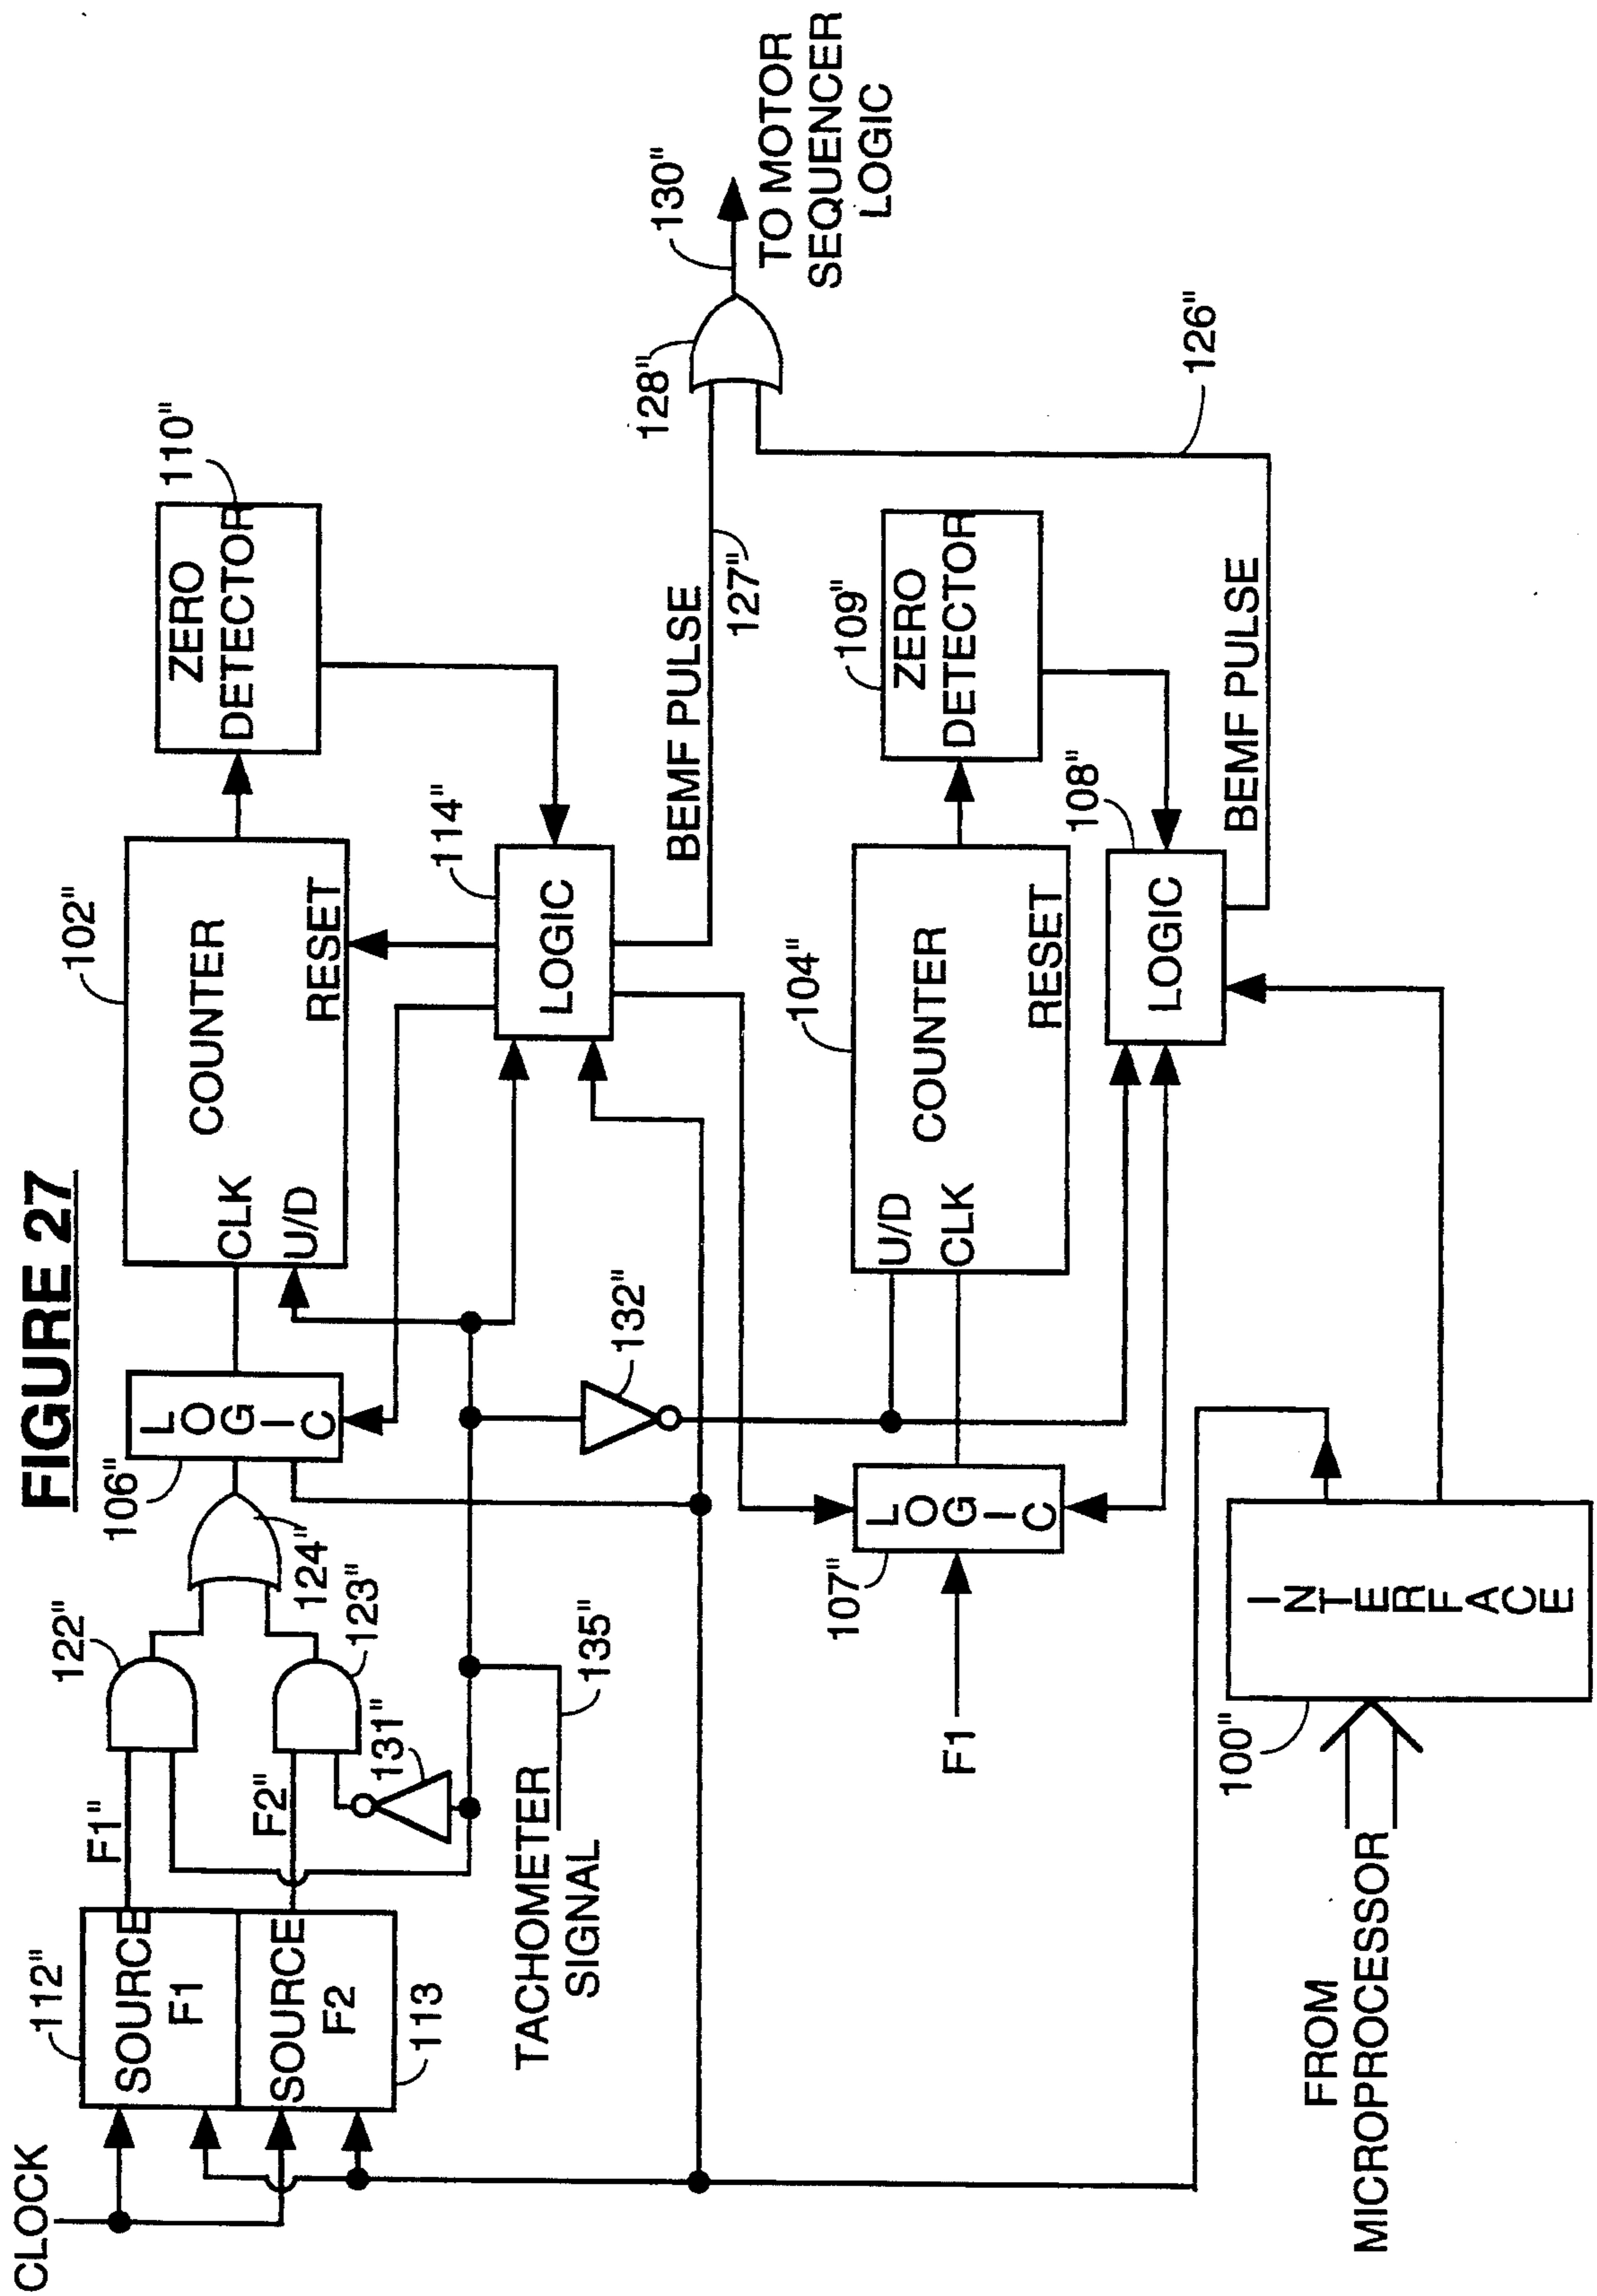 FIGURE 27
CLOCK
112"
SOURCE
F1
SOURCE
F2
113
F1"
F2"
122"
123"
131"
124"
106"
LOGIC
102"
COUNTER
CLK
U/D
RESET
110"
ZERO
DETECTOR
114"
LOGIC
TACHOMETER
SIGNAL
135"
132"
BEMF PULSE
127"
128"
130"
TO MOTOR
SEQUENCER
LOGIC
F1
107"
LOGIC
104"
COUNTER
U/D
CLK
RESET
109"
ZERO
DETECTOR
108"
LOGIC
BEMF PULSE
126"
FROM
MICROPROCESSOR
100"
INTERFACE